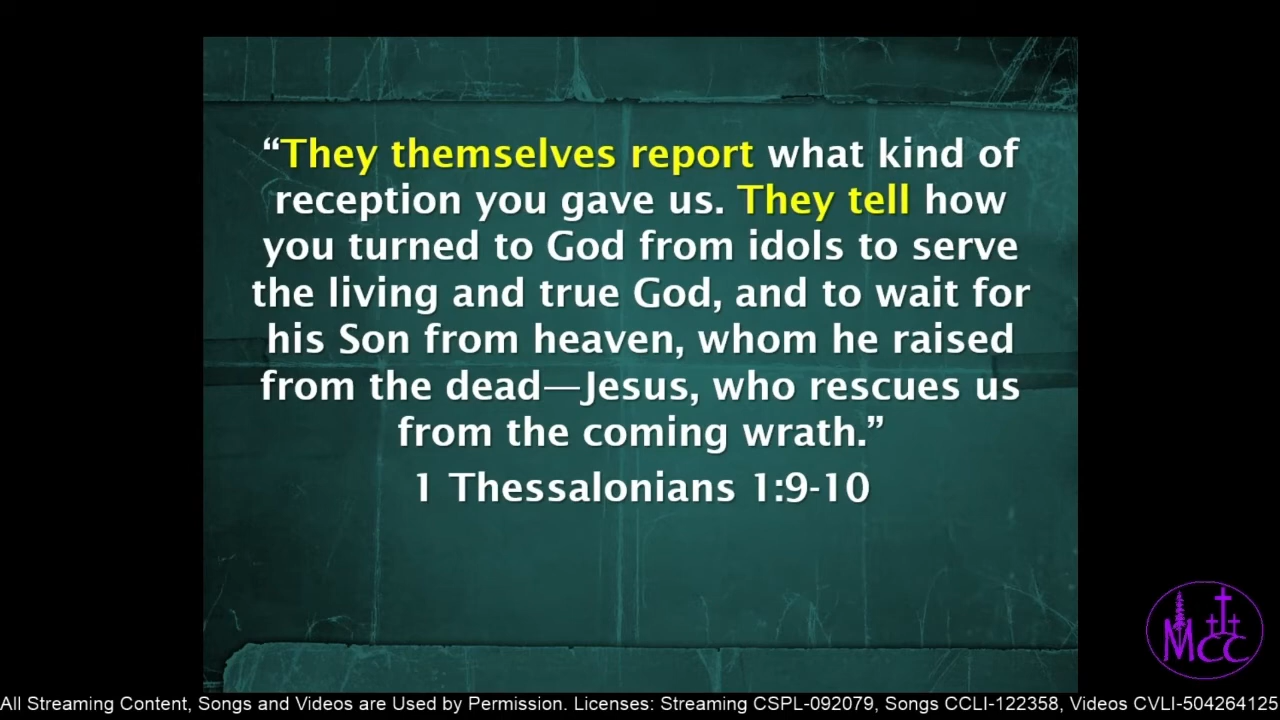 “They themselves report what kind of
reception you gave us. They tell how
you turned to God from idols to serve
the living and true God, and to wait for
his Son from heaven, whom he raised
from the dead—Jesus, who rescues us
from the coming wrath.”
1 Thessalonians 1:9-10
MCC
All Streaming Content, Songs and Videos are Used by Permission. Licenses: Streaming CSPL-092079, Songs CCLI-122358, Videos CVLI-504264125